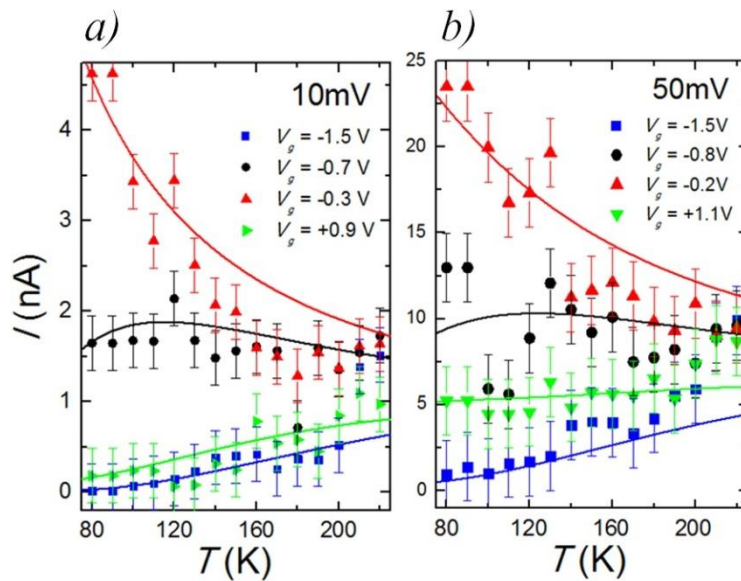 a)
10mV
V_g = -1.5 V
V_g = -0.7 V
V_g = -0.3 V
V_g = +0.9 V
I (nA)
4
3
2
1
0
80 120 160 200
T (K)
b)
50mV
V_g = -1.5V
V_g = -0.8V
V_g = -0.2 V
V_g = +1.1V
25
20
15
10
5
0
80 120 160 200
T (K)